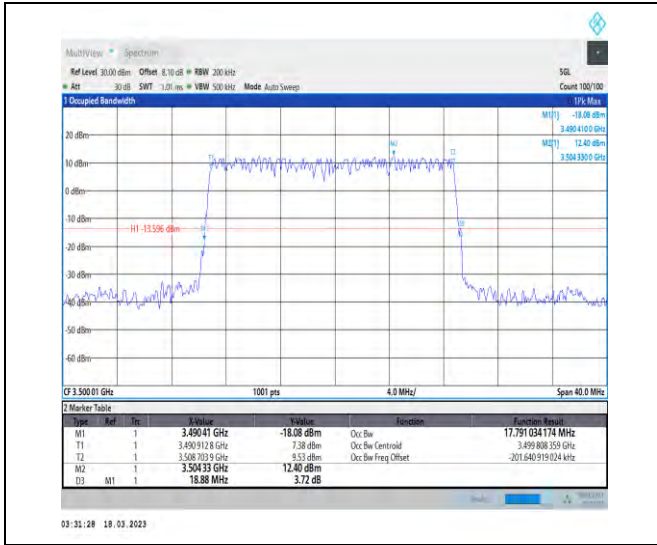 MultiView Spectrum
Ref Level 30.00 dBm Offset 8.10 dB RBW 200 kHz SGL
Att 30 dB SWT 1.01 ms VBW 500 kHz Mode Auto Sweep Count 100/100
1 Occupied Bandwidth 1Pk Max
M1[1] -18.08 dBm
3.490 410 0 GHz
M2[1] 12.40 dBm
3.504 330 0 GHz
20 dBm
M2
T1 T2
10 dBm
0 dBm
-10 dBm
H1 -13.596 dBm
-20 dBm
-30 dBm
-40 dBm
-50 dBm
-60 dBm
CF 3.500 01 GHz 1001 pts 4.0 MHz/ Span 40.0 MHz
2 Marker Table
Type Ref Trc X-Value Y-Value Function Function Result
M1 1 3.490 41 GHz -18.08 dBm Occ Bw 17.791 034 174 MHz
T1 1 3.490 912 8 GHz 7.38 dBm Occ Bw Centroid 3.499 808 359 GHz
T2 1 3.508 703 9 GHz 9.53 dBm Occ Bw Freq Offset -201.640 919 024 kHz
M2 1 3.504 33 GHz 12.40 dBm
D3 M1 1 18.88 MHz 3.72 dB
03:31:28 18.03.2023